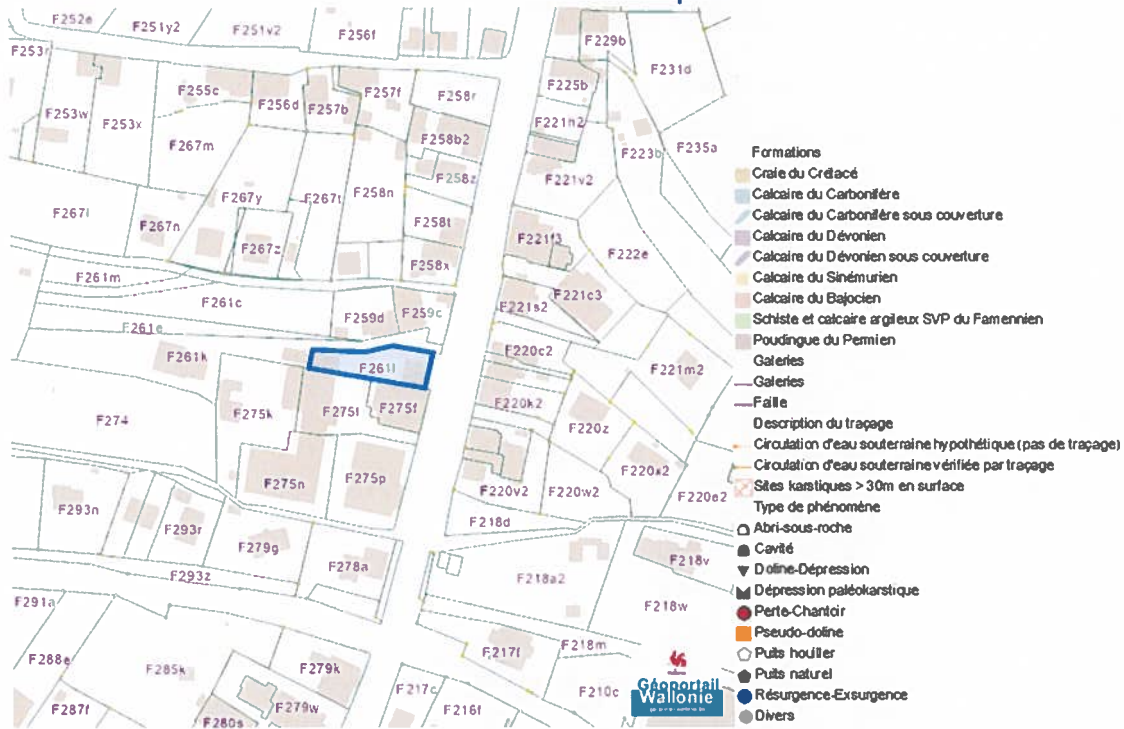 F252e
F251y2
F251v2
F256f
F229b
F231d
F253r
F255c
F256d
F257b
F257f
F258r
F225b
F253w
F253x
F267m
F258b2
F221h2
F223b
F235a
F258z
F221v2
F267l
F267n
F267y
F267t
F258n
F258t
F267z
F221f3
F222e
F258x
F261m
F261c
F259d
F259c
F221s2
F221c3
F261e
F261k
F261l
F220c2
F221m2
F274
F275k
F275l
F275f
F220k2
F220z
F275n
F275p
F220x2
F220v2
F220w2
F220e2
F293n
F293r
F279g
F218d
F293z
F278a
F218a2
F218v
F291a
F218w
F288e
F285k
F279k
F217f
F218m
F287f
F279w
F217c
F216f
F210c
F280s
Formations
Craie du Crétacé
Calcaire du Carbonifère
Calcaire du Carbonifère sous couverture
Calcaire du Dévonien
Calcaire du Dévonien sous couverture
Calcaire du Sinémurien
Calcaire du Bajocien
Schiste et calcaire argileux SVP du Famennien
Poudingue du Permien
Galeries
Galeries
Faille
Description du traçage
Circulation d'eau souterraine hypothétique (pas de traçage)
Circulation d'eau souterraine vérifiée par traçage
Sites karstiques > 30m en surface
Type de phénomène
Abri-sous-roche
Cavité
Doline-Dépression
Dépression paléokarstique
Perte-Chantoir
Pseudo-doline
Puits houiller
Puits naturel
Résurgence-Exsurgence
Divers
Géoportail
Wallonie